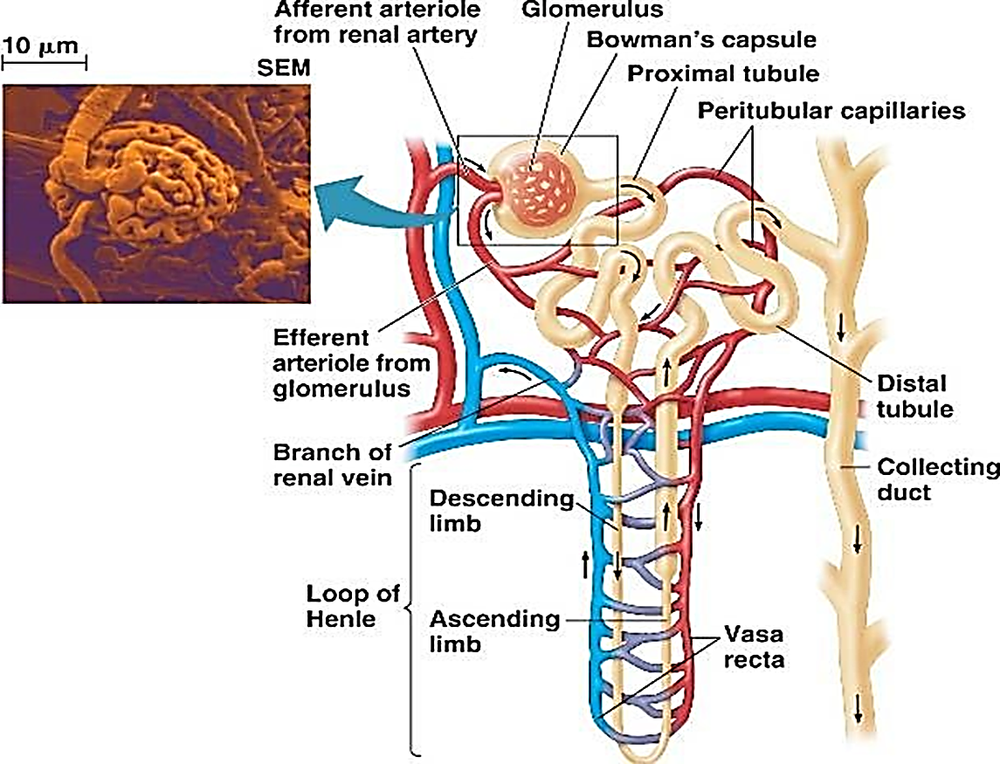 Afferent arteriole
from renal artery
Glomerulus
Bowman's capsule
Proximal tubule
Peritubular capillaries
10 μm
SEM
Efferent
arteriole from
glomerulus
Distal
tubule
Branch of
renal vein
Collecting
duct
Descending
limb
Loop of
Henle
Ascending
limb
Vasa
recta